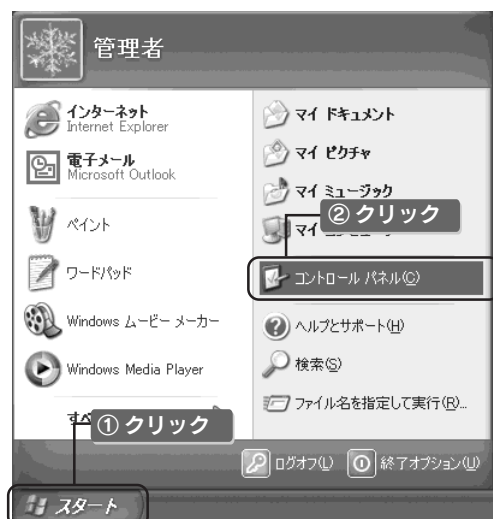 管理者
インターネット
Internet Explorer
電子メール
Microsoft Outlook
ペイント
ワードパッド
Windows ムービー メーカー
Windows Media Player
すべ
① クリック
マイ ドキュメント
マイ ピクチャ
マイ ミュージック
② クリック
マイ
コントロール パネル(C)
ヘルプとサポート(H)
検索(S)
ファイル名を指定して実行(R)...
ログオフ(L)
終了オプション(U)
スタート